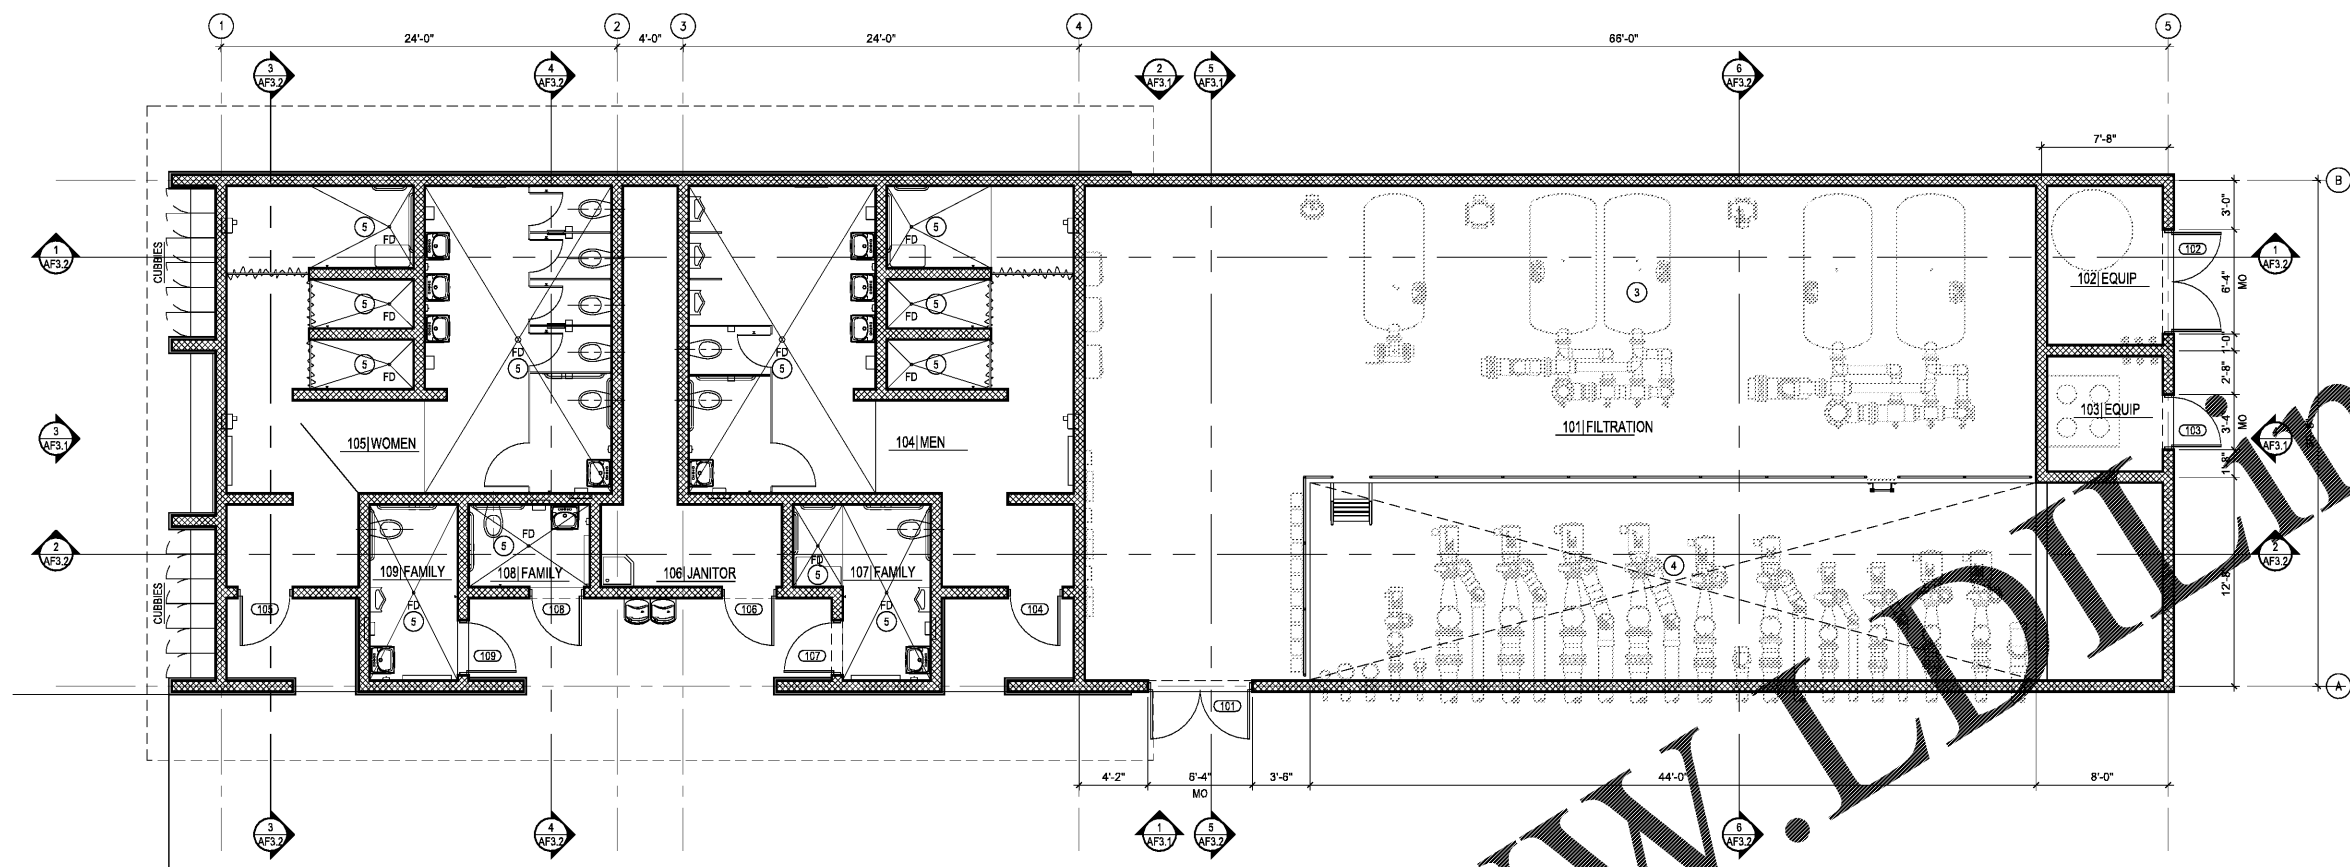 1
2
3
4
5
24'-0"
4'-0"
24'-0"
66'-0"
3
AF3.2
4
AF3.2
2
AF3.1
5
AF3.1
6
AF3.2
7'-8"
B
3'-0"
CUBBIES
5
FD
5
FD
1
AF3.2
102
1
AF3.2
102 EQUIP
6'-4"
MO
5
FD
5
FD
3
5
FD
FD
5
FD
5
5
FD
1'-0"
2'-8"
103 EQUIP
101 FILTRATION
3'-4
MO
103
3
AF3.1
105 WOMEN
104 MEN
AF3.1
1'-8"
5
FD
2
AF3.2
109 FAMILY
108 FAMILY
106 JANITOR
FD
5
107 FAMILY
4
2
AF3.2
12'-8"
CUBBIES
105
FD
5
108
106
FD
5
104
109
107
101
A
4'-2"
MO
3'-6"
44'-0"
8'-0"
3
AF3.2
4
AF3.2
1
AF3.1
5
AF3.2
6
AF3.2
W.LDILin